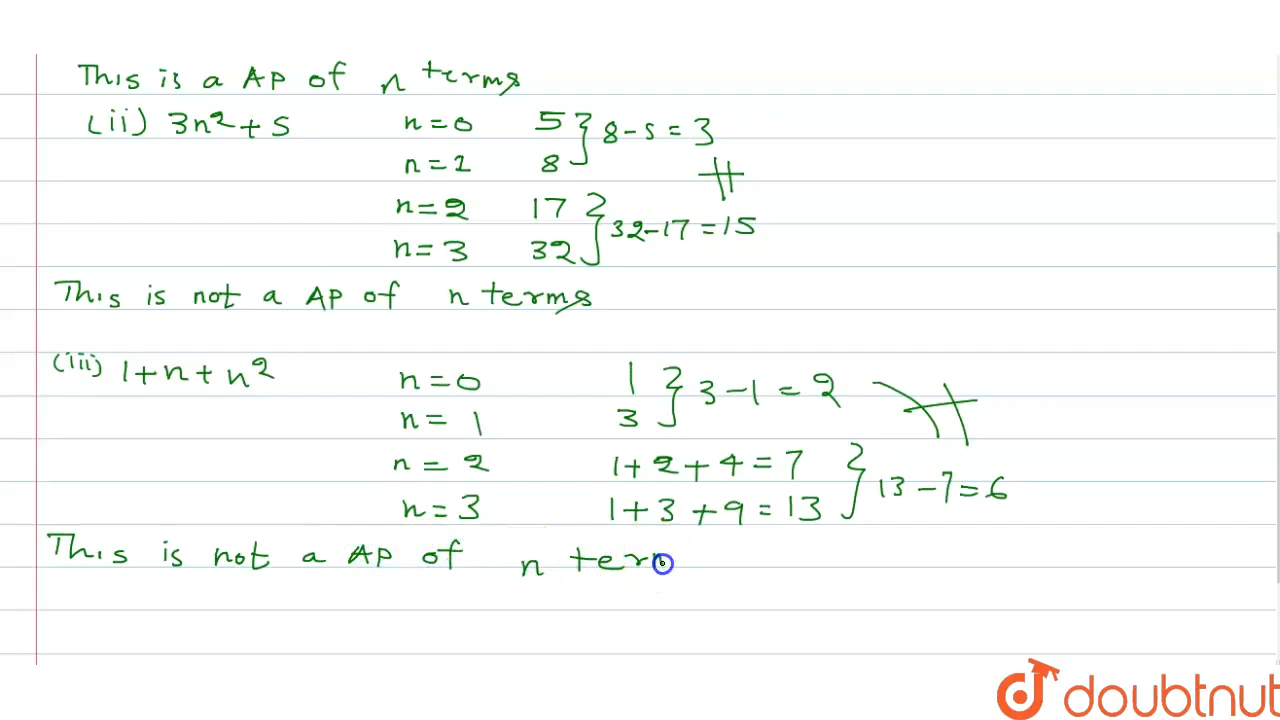 This is a AP of n terms
(ii) 3n²+5 n=0 5 } 8-5=3
n=1 8
n=2 17 } 32-17=15
n=3 32
This is not a AP of n terms
(iii) 1+n+n² n=0 1 } 3-1=2
n=1 3
n=2 1+2+4=7 } 13-7=6
n=3 1+3+9=13
This is not a AP of n term
doubtnut